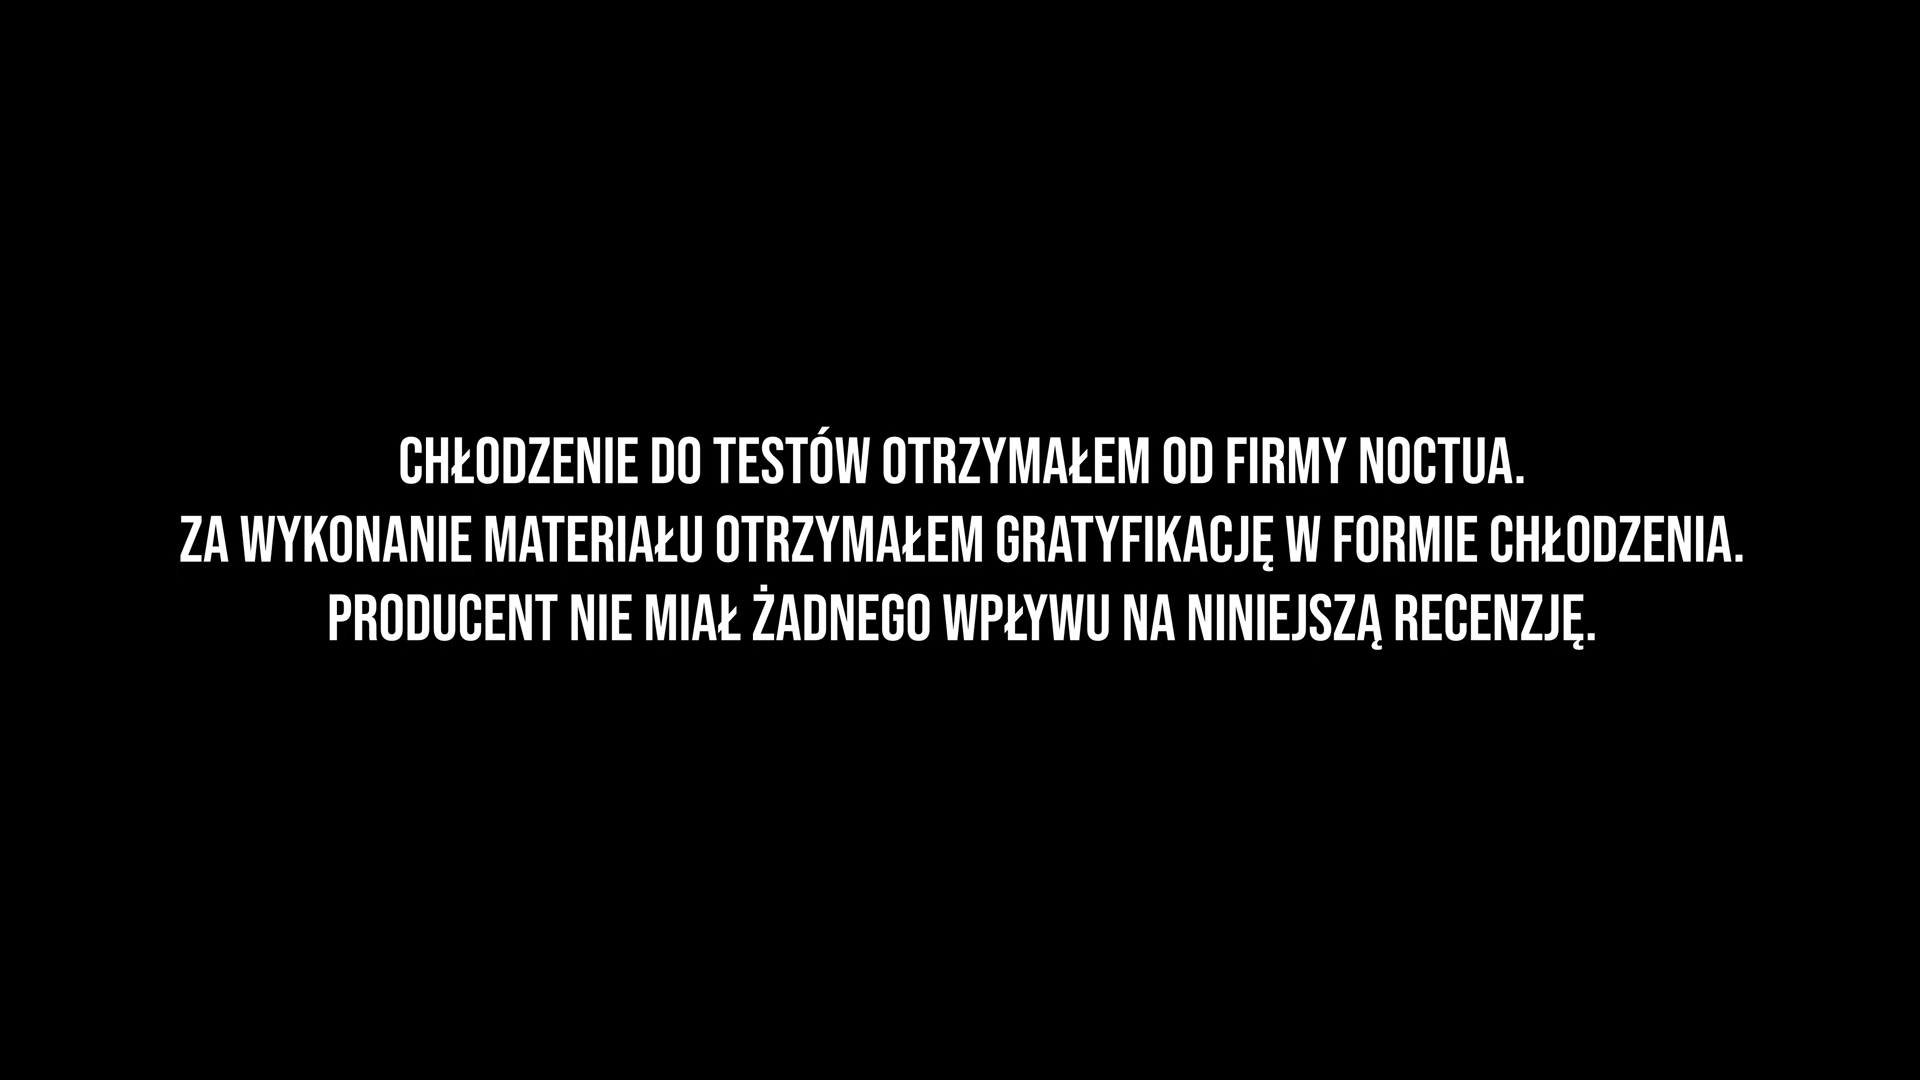 CHŁODZENIE DO TESTÓW OTRZYMAŁEM OD FIRMY NOCTUA.
ZA WYKONANIE MATERIAŁU OTRZYMAŁEM GRATYFIKACJĘ W FORMIE CHŁODZENIA.
PRODUCENT NIE MIAŁ ŻADNEGO WPŁYWU NA NINIEJSZĄ RECENZJĘ.